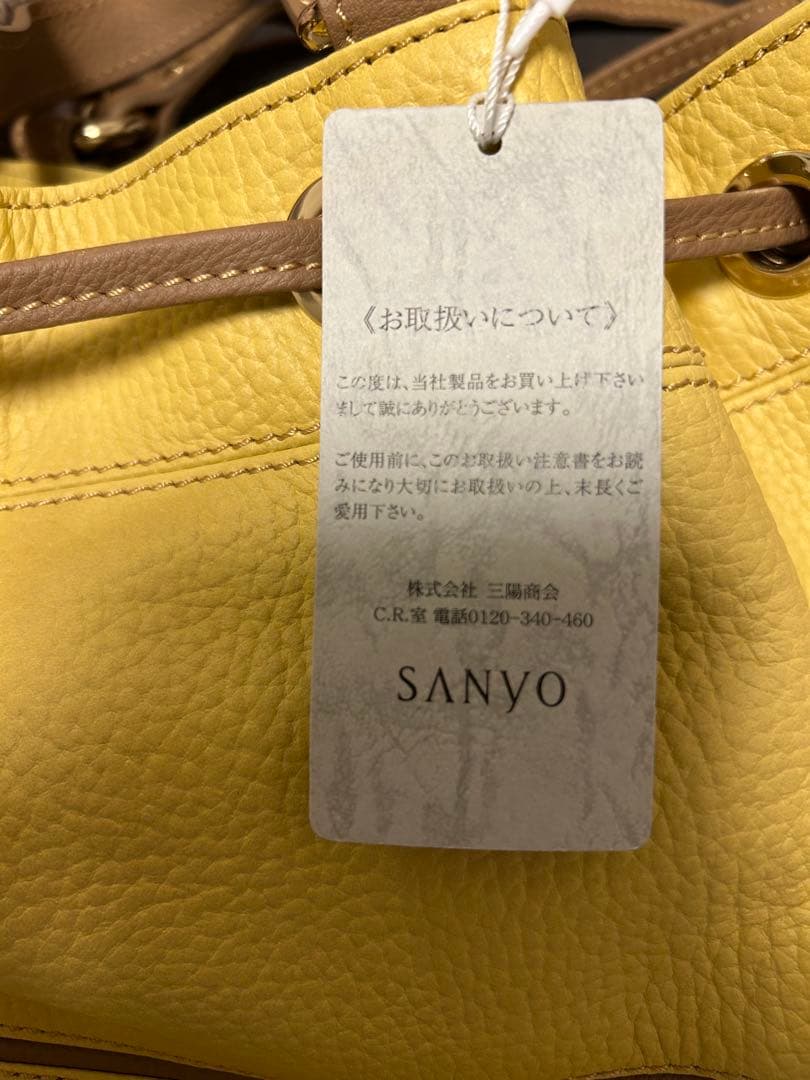 《お取扱いについて》
この度は、当社製品をお買い上げ下さい
まして誠にありがとうございます。
ご使用前に、このお取扱い注意書をお読
みになり大切にお取扱いの上、末長くご
愛用下さい。
株式会社 三陽商会
C.R.室 電話0120-340-460
SANYO